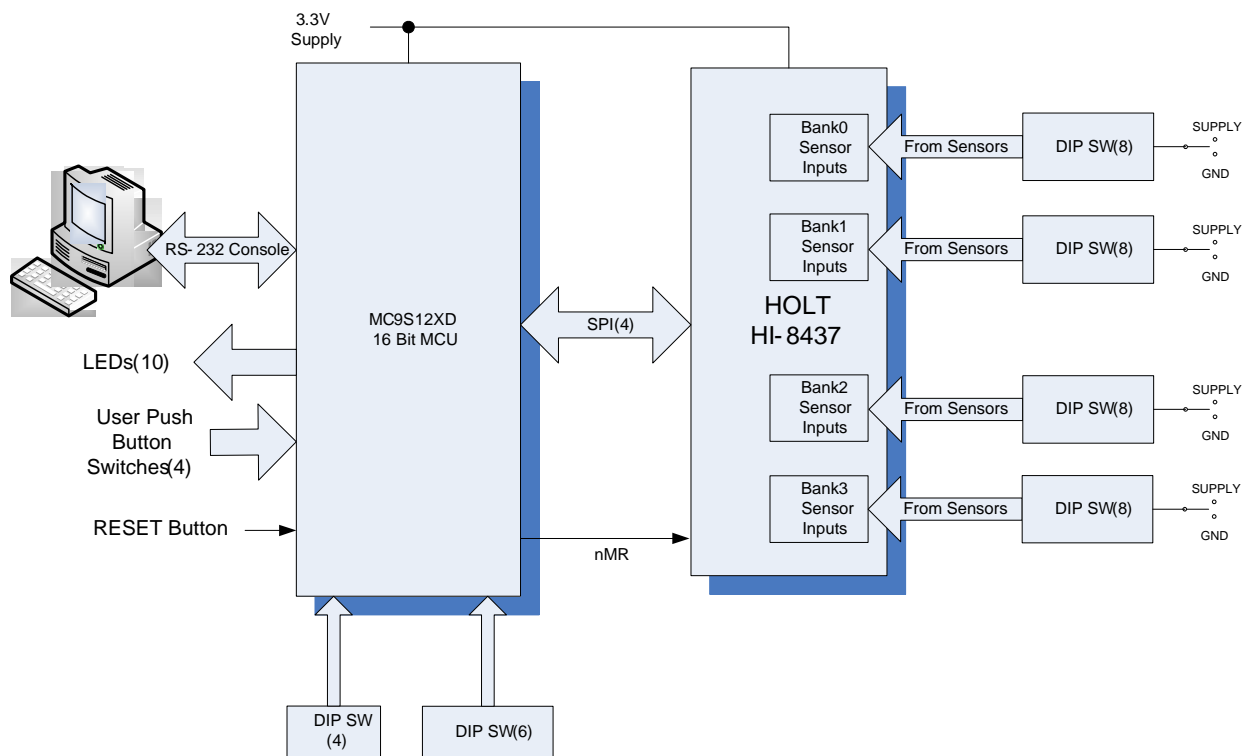 3.3V
Supply
RS- 232 Console
LEDs(10)
User Push
Button
Switches(4)
RESET Button
MC9S12XD
16 Bit MCU
SPI(4)
nMR
DIP SW
(4)
DIP SW(6)
HOLT
HI- 8437
Bank0
Sensor
Inputs
From Sensors
DIP SW(8)
SUPPLY
GND
Bank1
Sensor
Inputs
From Sensors
DIP SW(8)
SUPPLY
GND
Bank2
Sensor
Inputs
From Sensors
DIP SW(8)
SUPPLY
GND
Bank3
Sensor
Inputs
From Sensors
DIP SW(8)
SUPPLY
GND